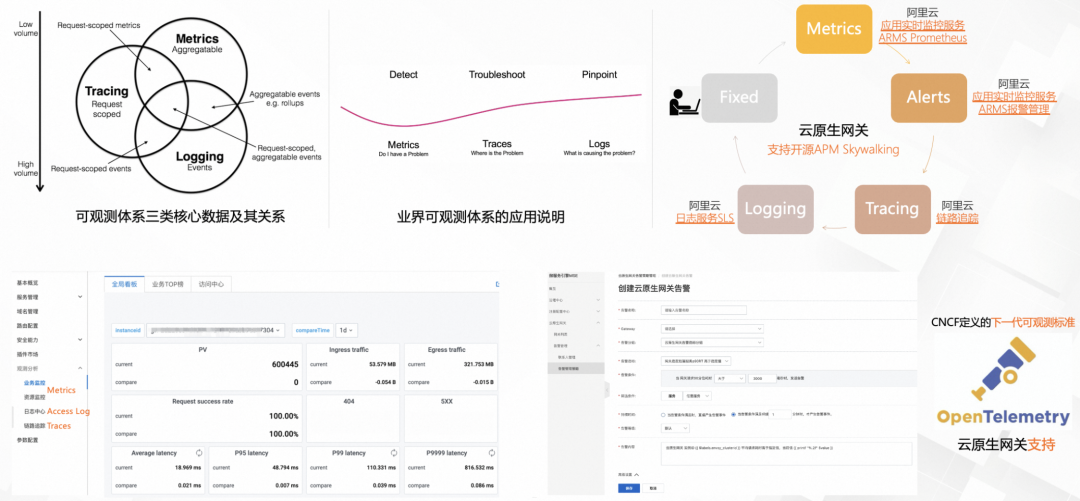 Low
volume
High
volume
Request-scoped metrics
Metrics
Aggregatable
Tracing
Request
scoped
Aggregatable events
e.g. rollups
Logging
Events
Request-scoped,
aggregatable events
Request-scoped events
可观测体系三类核心数据及其关系
Detect
Troubleshoot
Pinpoint
Metrics
Do I have a Problem
Traces
Where is the Problem
Logs
What is causing the problem?
业界可观测体系的应用说明
Metrics
阿里云
应用实时监控服务
ARMS Prometheus
Alerts
阿里云
应用实时监控服务
ARMS报警管理
Fixed
云原生网关
支持开源APM Skywalking
阿里云
日志服务SLS
Logging
Tracing
阿里云
链路追踪
基本概览
服务管理
域名管理
路由配置
安全能力
插件市场
观测分析
业务监控
Metrics
资源监控
日志中心 Access Log
链路追踪 Traces
参数配置
全局看板
业务TOP榜
访问中心
InstanceId
7304
compareTime
1d
PV
current
600445
compare
0
Ingress traffic
current
53.579 MB
compare
-0.054 B
Egress traffic
current
321.753 MB
compare
-0.015 B
Request success rate
current
100.00%
compare
100.00%
404
5XX
Average latency
current
18.969 ms
compare
0.021 ms
P95 latency
current
48.794 ms
compare
0.007 ms
P99 latency
current
110.331 ms
compare
0.039 ms
P9999 latency
current
816.532 ms
compare
0.086 ms
创建云原生网关告警
CNCF定义的下一代可观测标准
OpenTelemetry
云原生网关支持